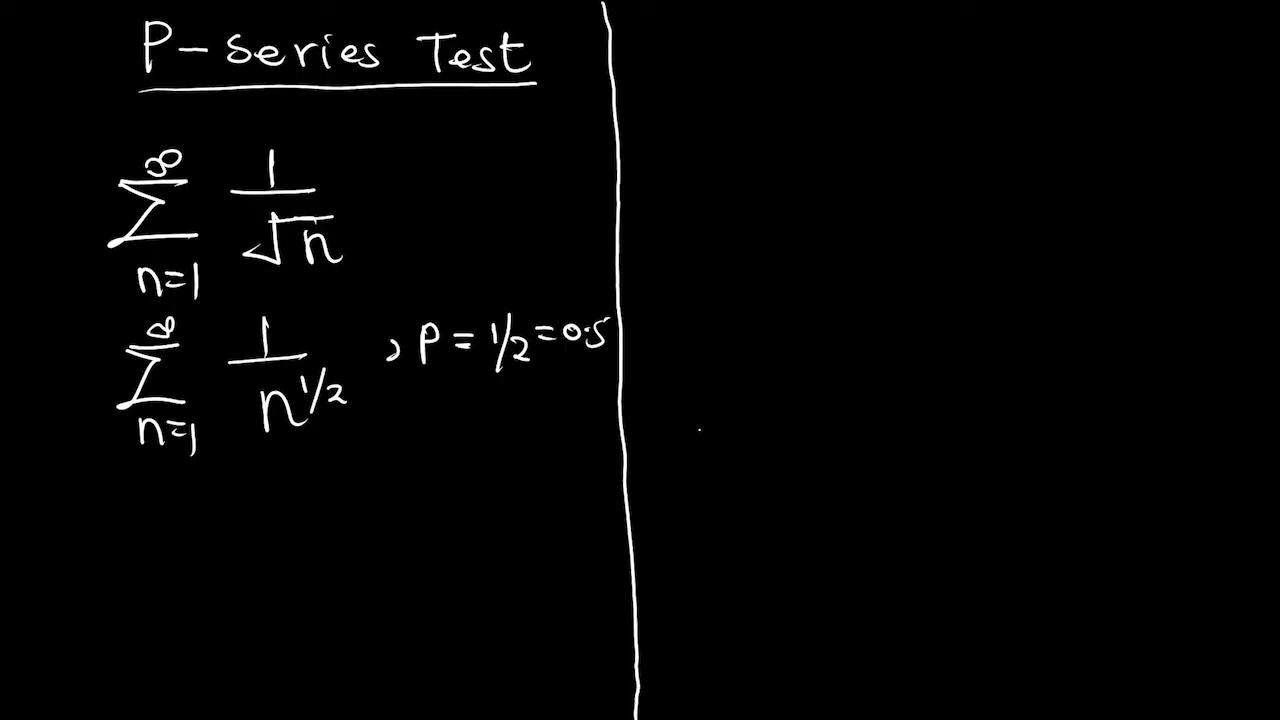 P-series Test
∞
∑ 1/√n
n=1
∞
∑ 1/n^1/2 , P = 1/2 = 0.5
n=1